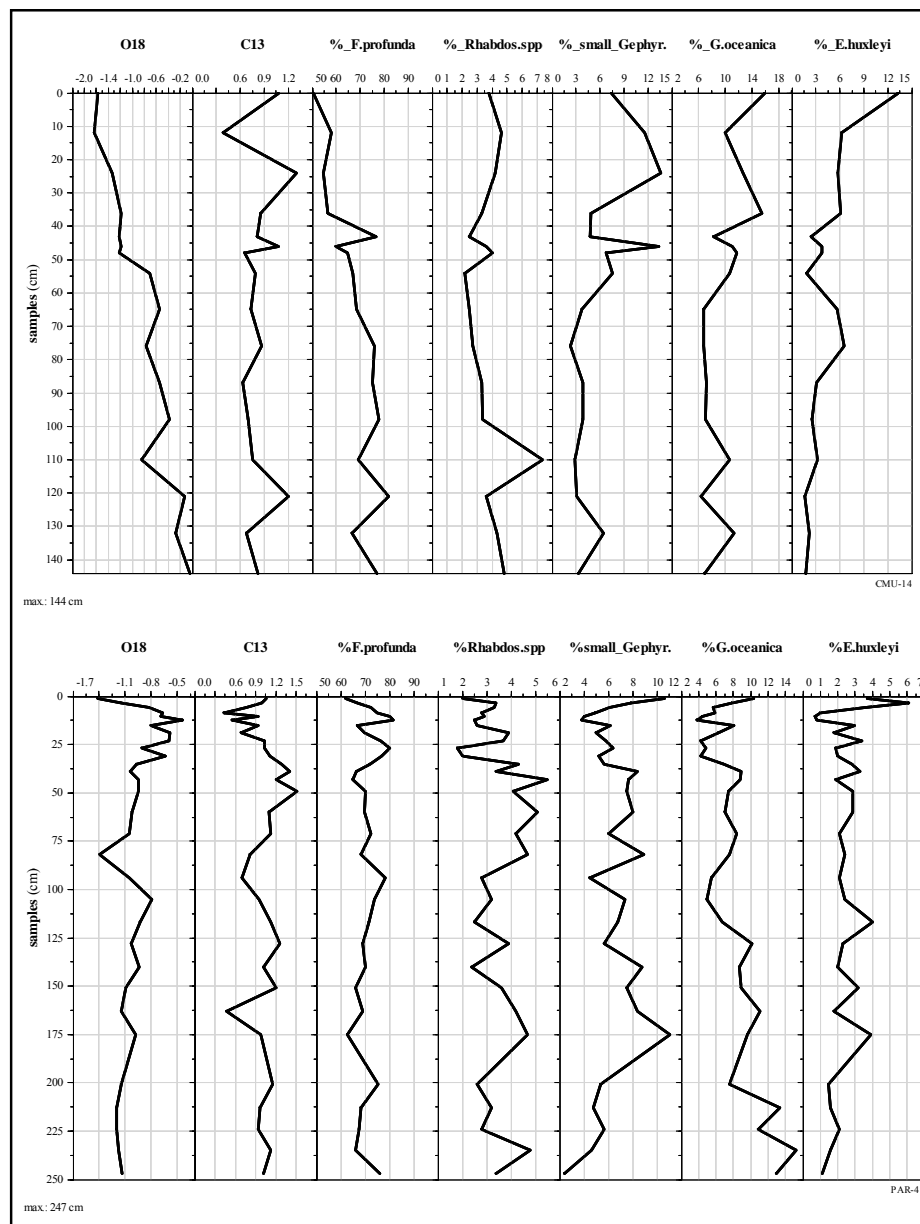 O18 C13 %_F.profunda %_Rhabdos.spp %_small_Gephyr. %_G.oceanica %_E.huxleyi
-2.0 -1.4 -0.8 -0.2 0.0 0.6 0.9 1.2 50 60 70 80 90 0 1 2 3 4 5 6 7 8 0 3 6 9 12 15 2 6 10 14 18 0 3 6 9 12 15
0
10
20
30
40
50
60
70
80
90
100
110
120
130
140
samples (cm)
CMU-14
max.: 144 cm
O18 C13 %F.profunda %Rhabdos.spp %small_Gephyr. %G.oceanica %E.huxleyi
-1.7 -1.1 -0.8 -0.5 0.0 0.6 0.9 1.2 1.5 50 60 70 80 90 1 2 3 4 5 6 2 4 6 8 10 12 2 4 6 8 10 12 14 0 1 2 3 4 5 6 7
0
25
50
75
100
125
150
175
200
225
250
samples (cm)
PAR-4
max.: 247 cm